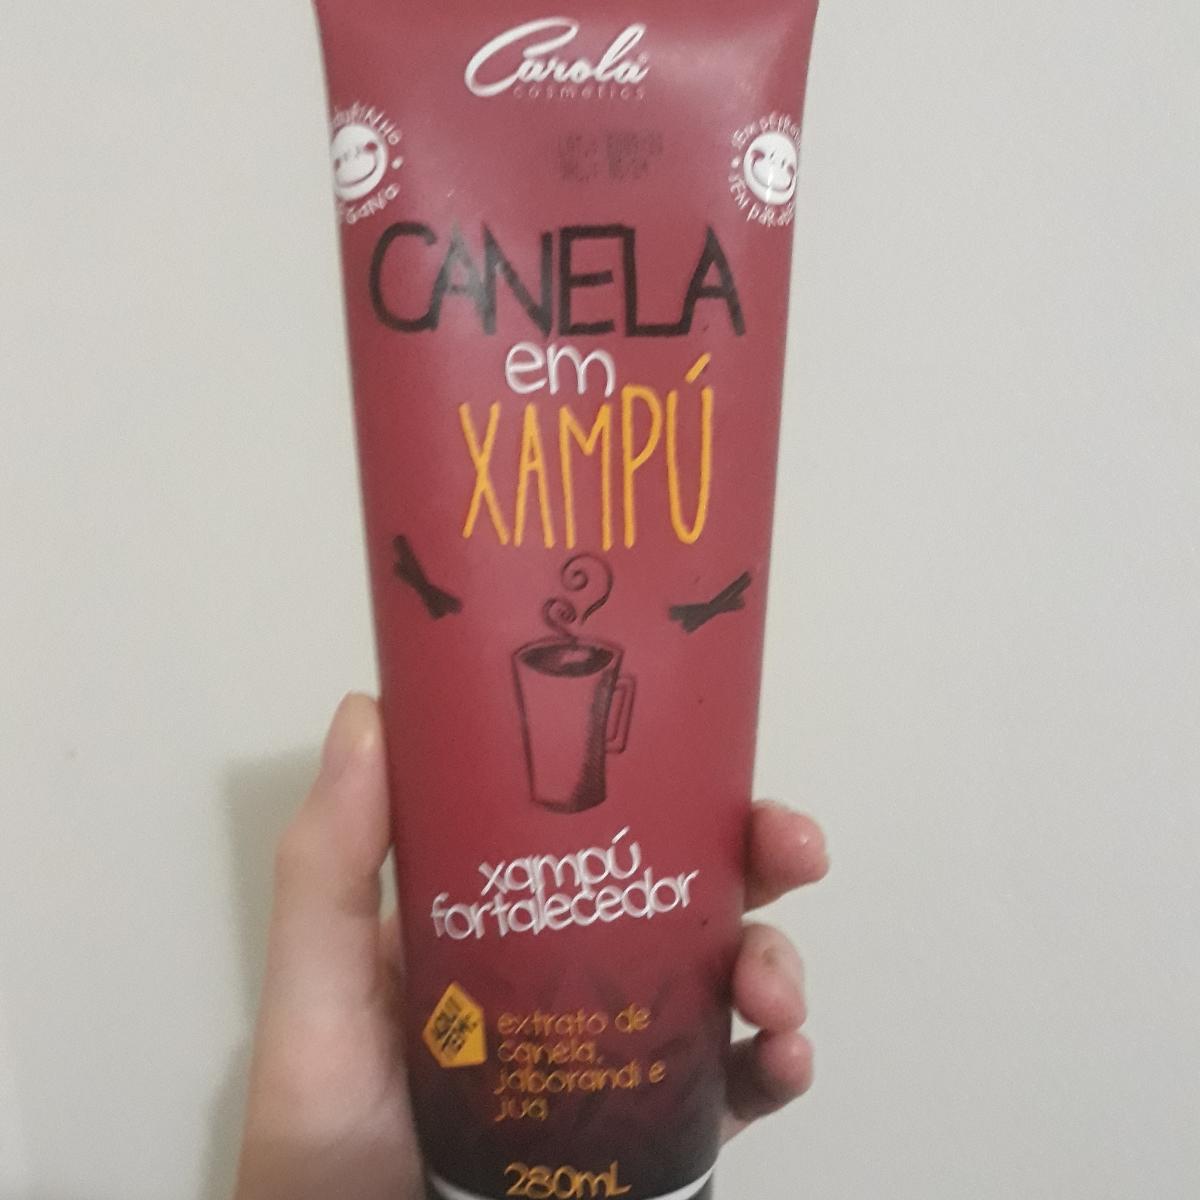 Carola
cosmetics
CANELA
em
XAMPÚ
xampú
fortalecedor
extrato de
canela,
jaborandi e
juá
280mL